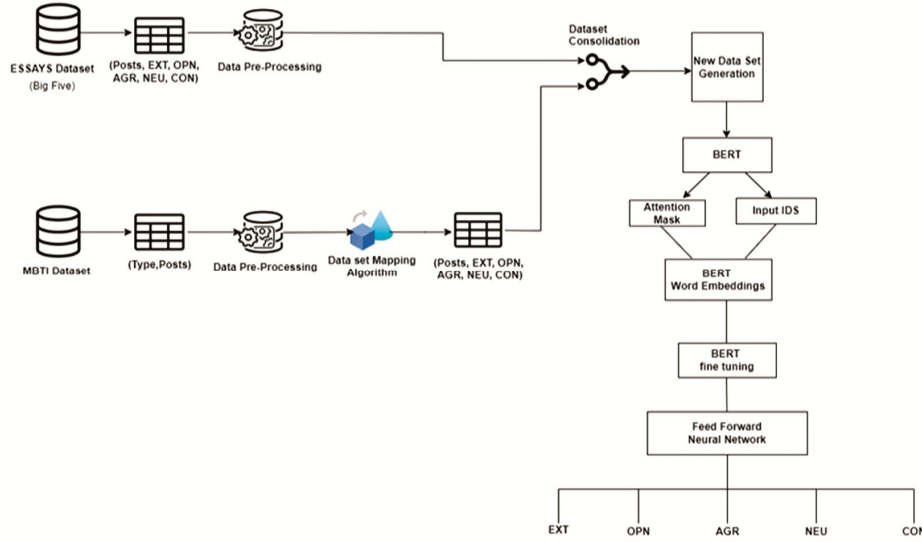 ESSAYS Dataset
(Big Five)
(Posts, EXT, OPN,
AGR, NEU, CON)
Data Pre-Processing
Dataset
Consolidation
New Data Set
Generation
BERT
Attention
Mask
Input IDS
BERT
Word Embeddings
BERT
fine tuning
Feed Forward
Neural Network
EXT
OPN
AGR
NEU
CON
MBTI Dataset
(Type,Posts)
Data Pre-Processing
Data set Mapping
Algorithm
(Posts, EXT, OPN,
AGR, NEU, CON)